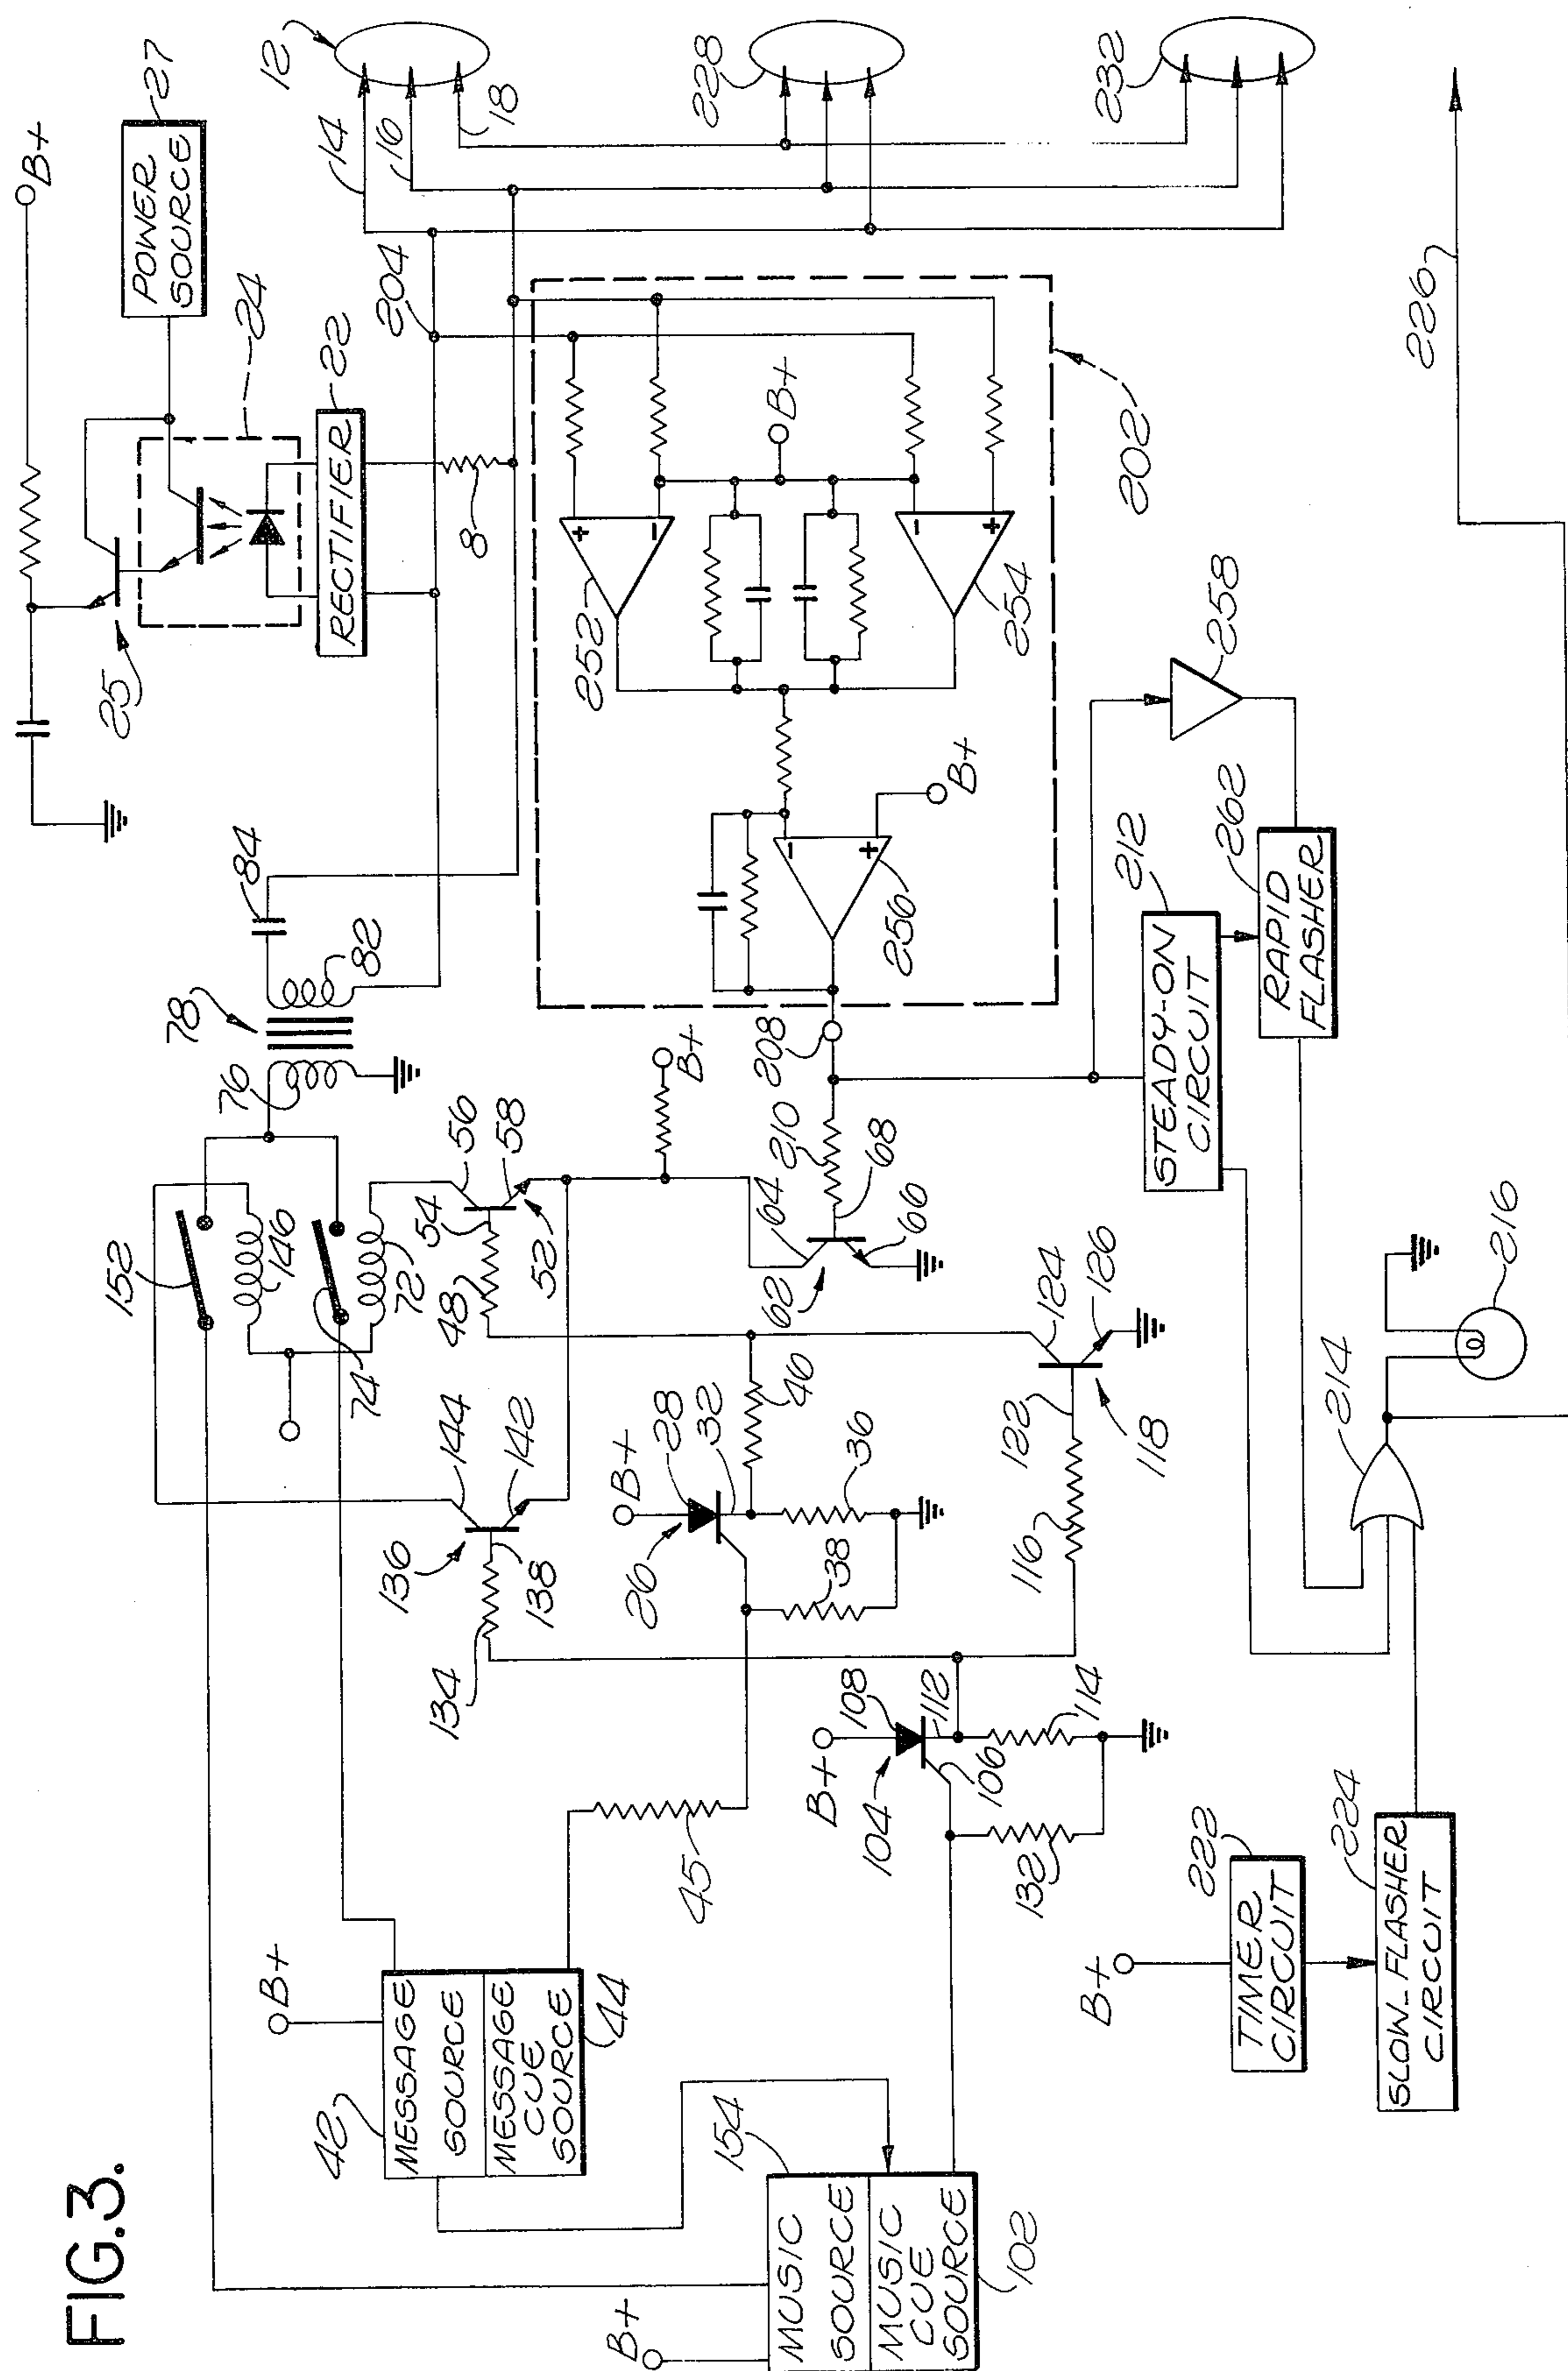 FIG.3.
B+
27
POWER
SOURCE
12
14
16
18
24
204
25
22
RECTIFIER
8
228
232
84
78
82
76
252
B+
202
254
256
B+
208
226
152
146
74
72
56
58
54
52
48
B+
210
68
64
66
62
258
212
STEADY-ON
CIRCUIT
262
RAPID
FLASHER
144
142
136
138
134
B+
28
32
26
46
36
38
124
126
122
118
116
214
216
B+
42
MESSAGE
SOURCE
MESSAGE
CUE
SOURCE
44
45
B+
108
104
112
106
114
132
B+
154
MUSIC
SOURCE
MUSIC
CUE
SOURCE
102
B+
222
TIMER
CIRCUIT
224
SLOW-FLASHER
CIRCUIT